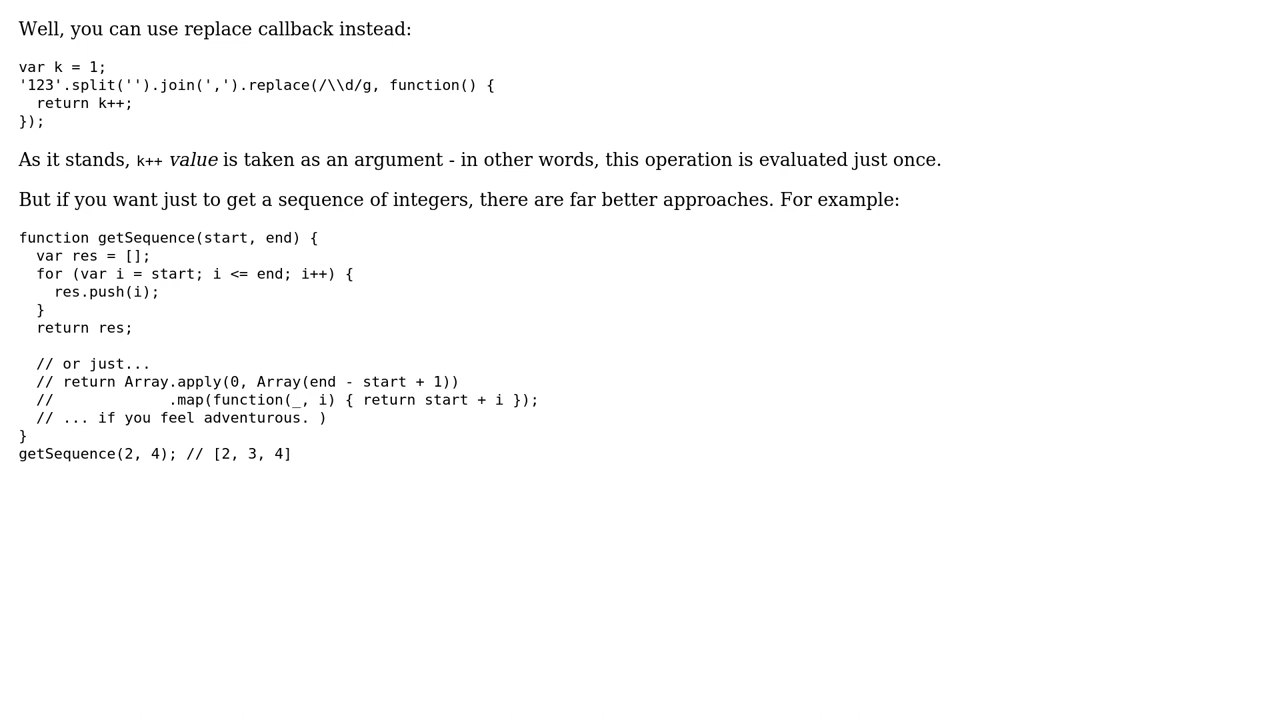 Well, you can use replace callback instead:
var k = 1;
'123'.split('').join(',').replace(/\\d/g, function() {
  return k++;
});
As it stands, k++ value is taken as an argument - in other words, this operation is evaluated just once.
But if you want just to get a sequence of integers, there are far better approaches. For example:
function getSequence(start, end) {
  var res = [];
  for (var i = start; i <= end; i++) {
    res.push(i);
  }
  return res;

  // or just...
  // return Array.apply(0, Array(end - start + 1))
  //             .map(function(_, i) { return start + i });
  // ... if you feel adventurous. )
}
getSequence(2, 4); // [2, 3, 4]